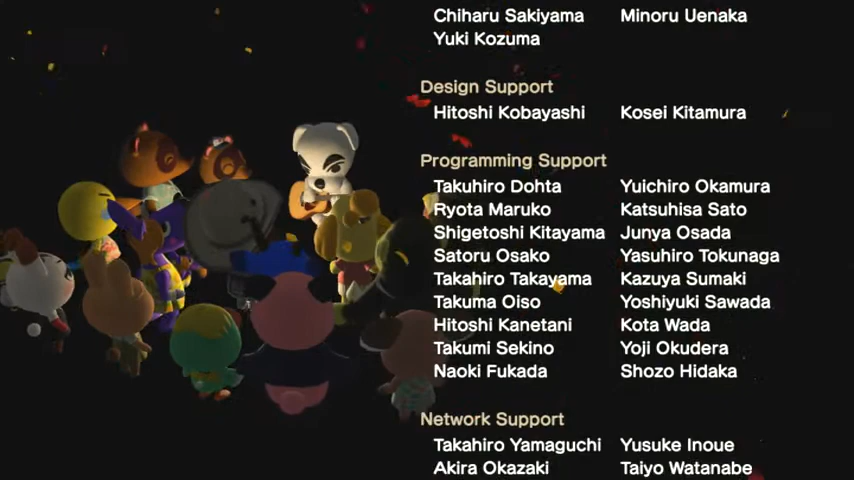 Chiharu Sakiyama Minoru Uenaka
Yuki Kozuma
Design Support
Hitoshi Kobayashi Kosei Kitamura
Programming Support
Takuhiro Dohta Yuichiro Okamura
Ryota Maruko Katsuhisa Sato
Shigetoshi Kitayama Junya Osada
Satoru Osako Yasuhiro Tokunaga
Takahiro Takayama Kazuya Sumaki
Takuma Oiso Yoshiyuki Sawada
Hitoshi Kanetani Kota Wada
Takumi Sekino Yoji Okudera
Naoki Fukada Shozo Hidaka
Network Support
Takahiro Yamaguchi Yusuke Inoue
Akira Okazaki Taiyo Watanabe